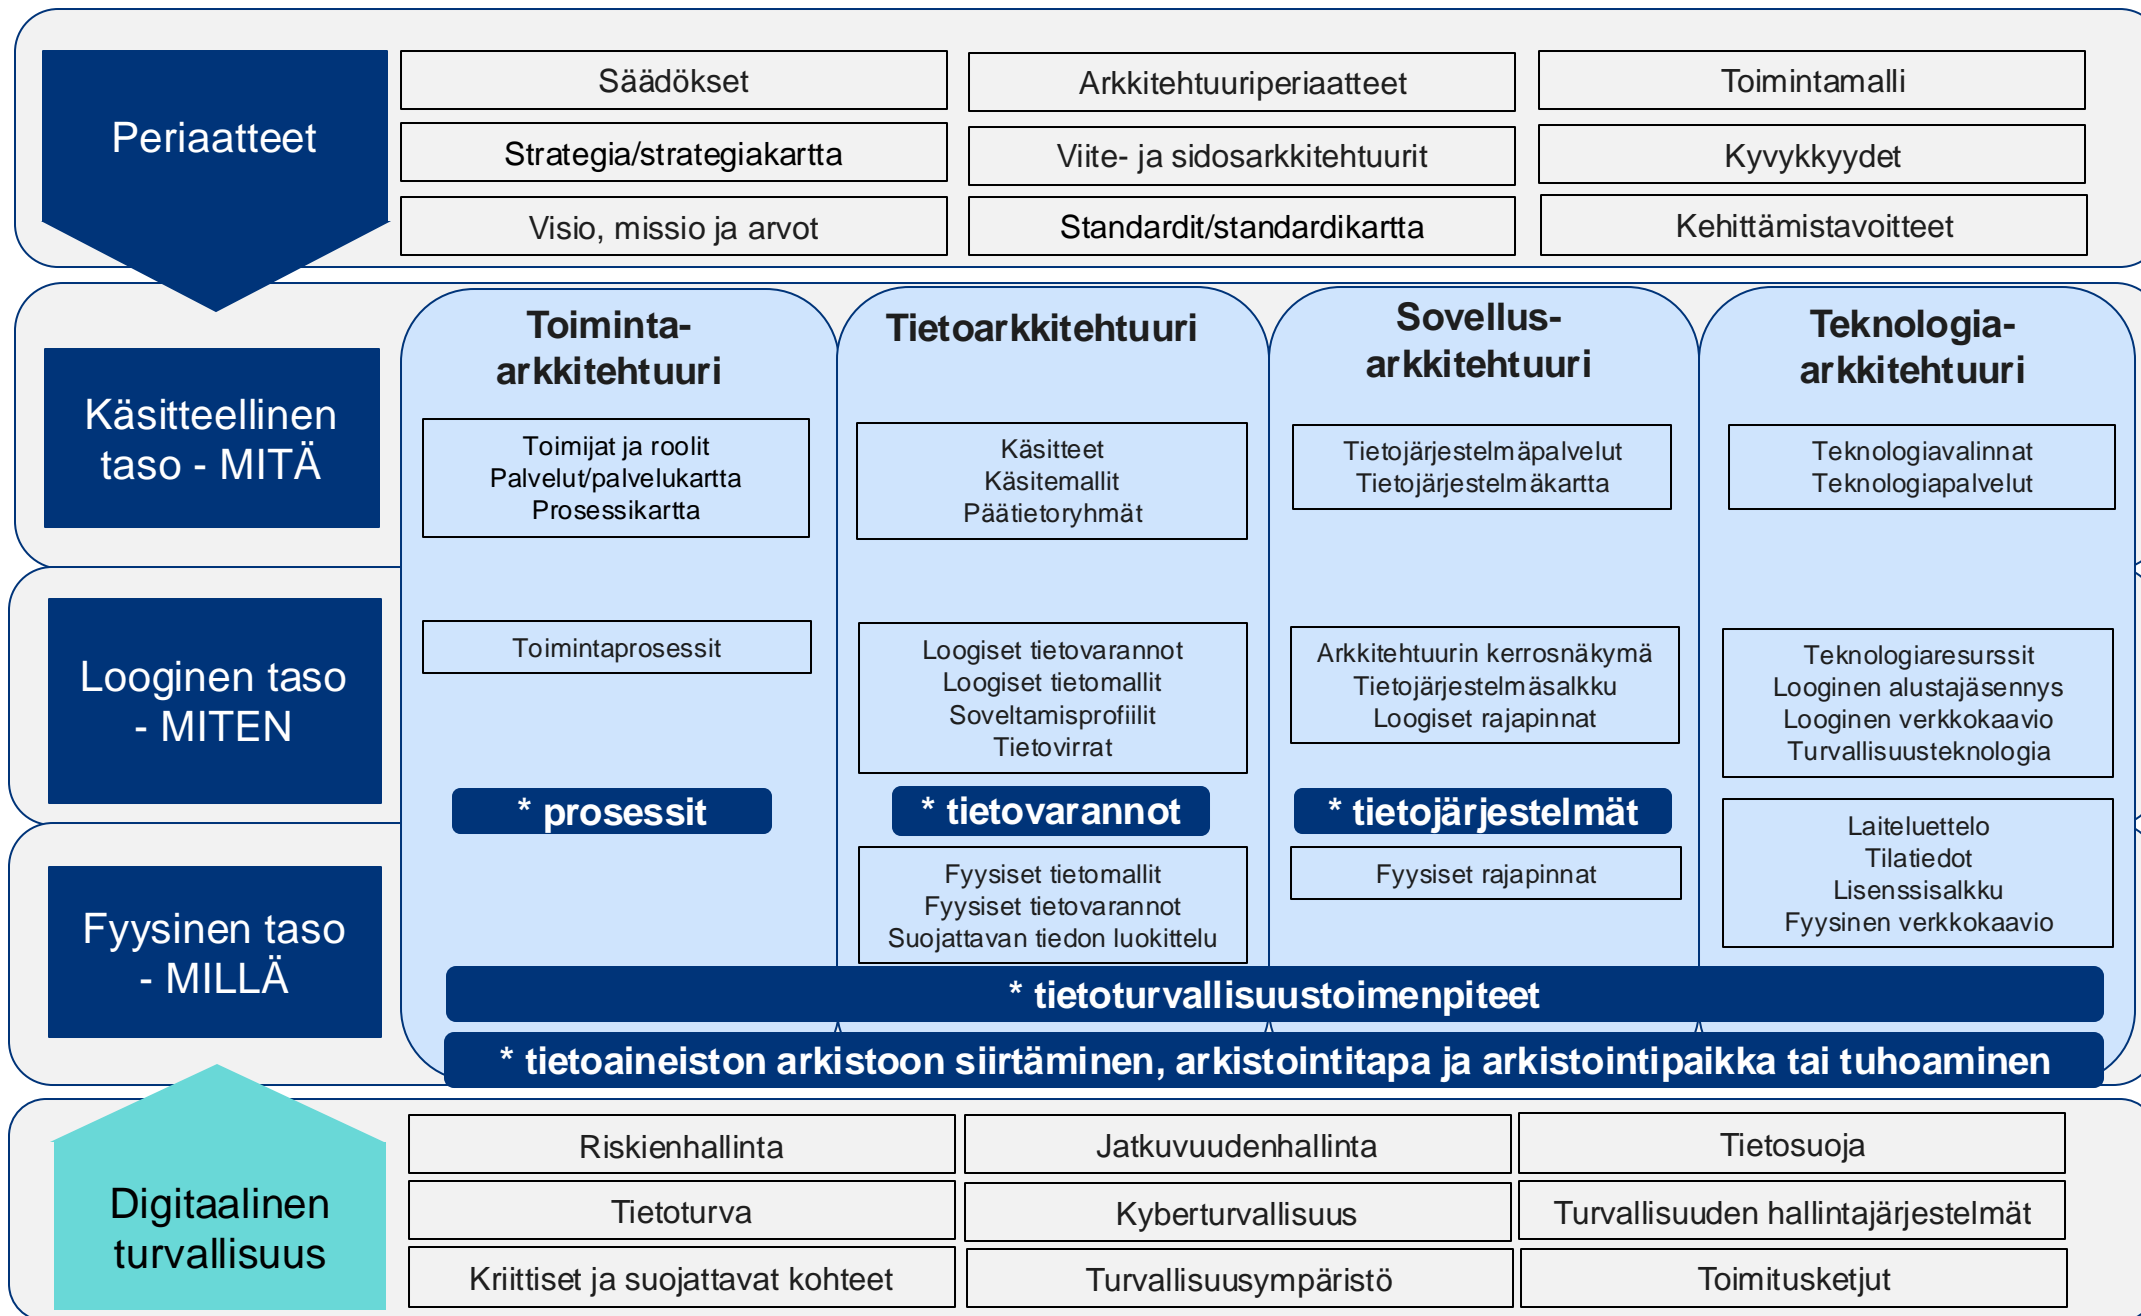 Periaatteet
Säädökset
Arkkitehtuuriperiaatteet
Toimintamalli
Strategia/strategiakartta
Viite- ja sidosarkkitehtuurit
Kyvykkyydet
Visio, missio ja arvot
Standardit/standardikartta
Kehittämistavoitteet
Toiminta-
arkkitehtuuri
Tietoarkkitehtuuri
Sovellus-
arkkitehtuuri
Teknologia-
arkkitehtuuri
Käsitteellinen
taso - MITÄ
Toimijat ja roolit
Palvelut/palvelukartta
Prosessikartta
Käsitteet
Käsitemallit
Päätietoryhmät
Tietojärjestelmäpalvelut
Tietojärjestelmäkartta
Teknologiavalinnat
Teknologiapalvelut
Looginen taso
- MITEN
Toimintaprosessit
Loogiset tietovarannot
Loogiset tietomallit
Soveltamisprofiilit
Tietovirrat
Arkkitehtuurin kerrosnäkymä
Tietojärjestelmäsalkku
Loogiset rajapinnat
Teknologiaresurssit
Looginen alustajäsennys
Looginen verkkokaavio
Turvallisuusteknologia
* prosessit
* tietovarannot
* tietojärjestelmät
Fyysinen taso
- MILLÄ
Fyysiset tietomallit
Fyysiset tietovarannot
Suojattavan tiedon luokittelu
Fyysiset rajapinnat
Laiteluettelo
Tilatiedot
Lisenssisalkku
Fyysinen verkkokaavio
* tietoturvallisuustoimenpiteet
* tietoaineiston arkistoon siirtäminen, arkistointitapa ja arkistointipaikka tai tuhoaminen
Digitaalinen
turvallisuus
Riskienhallinta
Jatkuvuudenhallinta
Tietosuoja
Tietoturva
Kyberturvallisuus
Turvallisuuden hallintajärjestelmät
Kriittiset ja suojattavat kohteet
Turvallisuusympäristö
Toimitusketjut